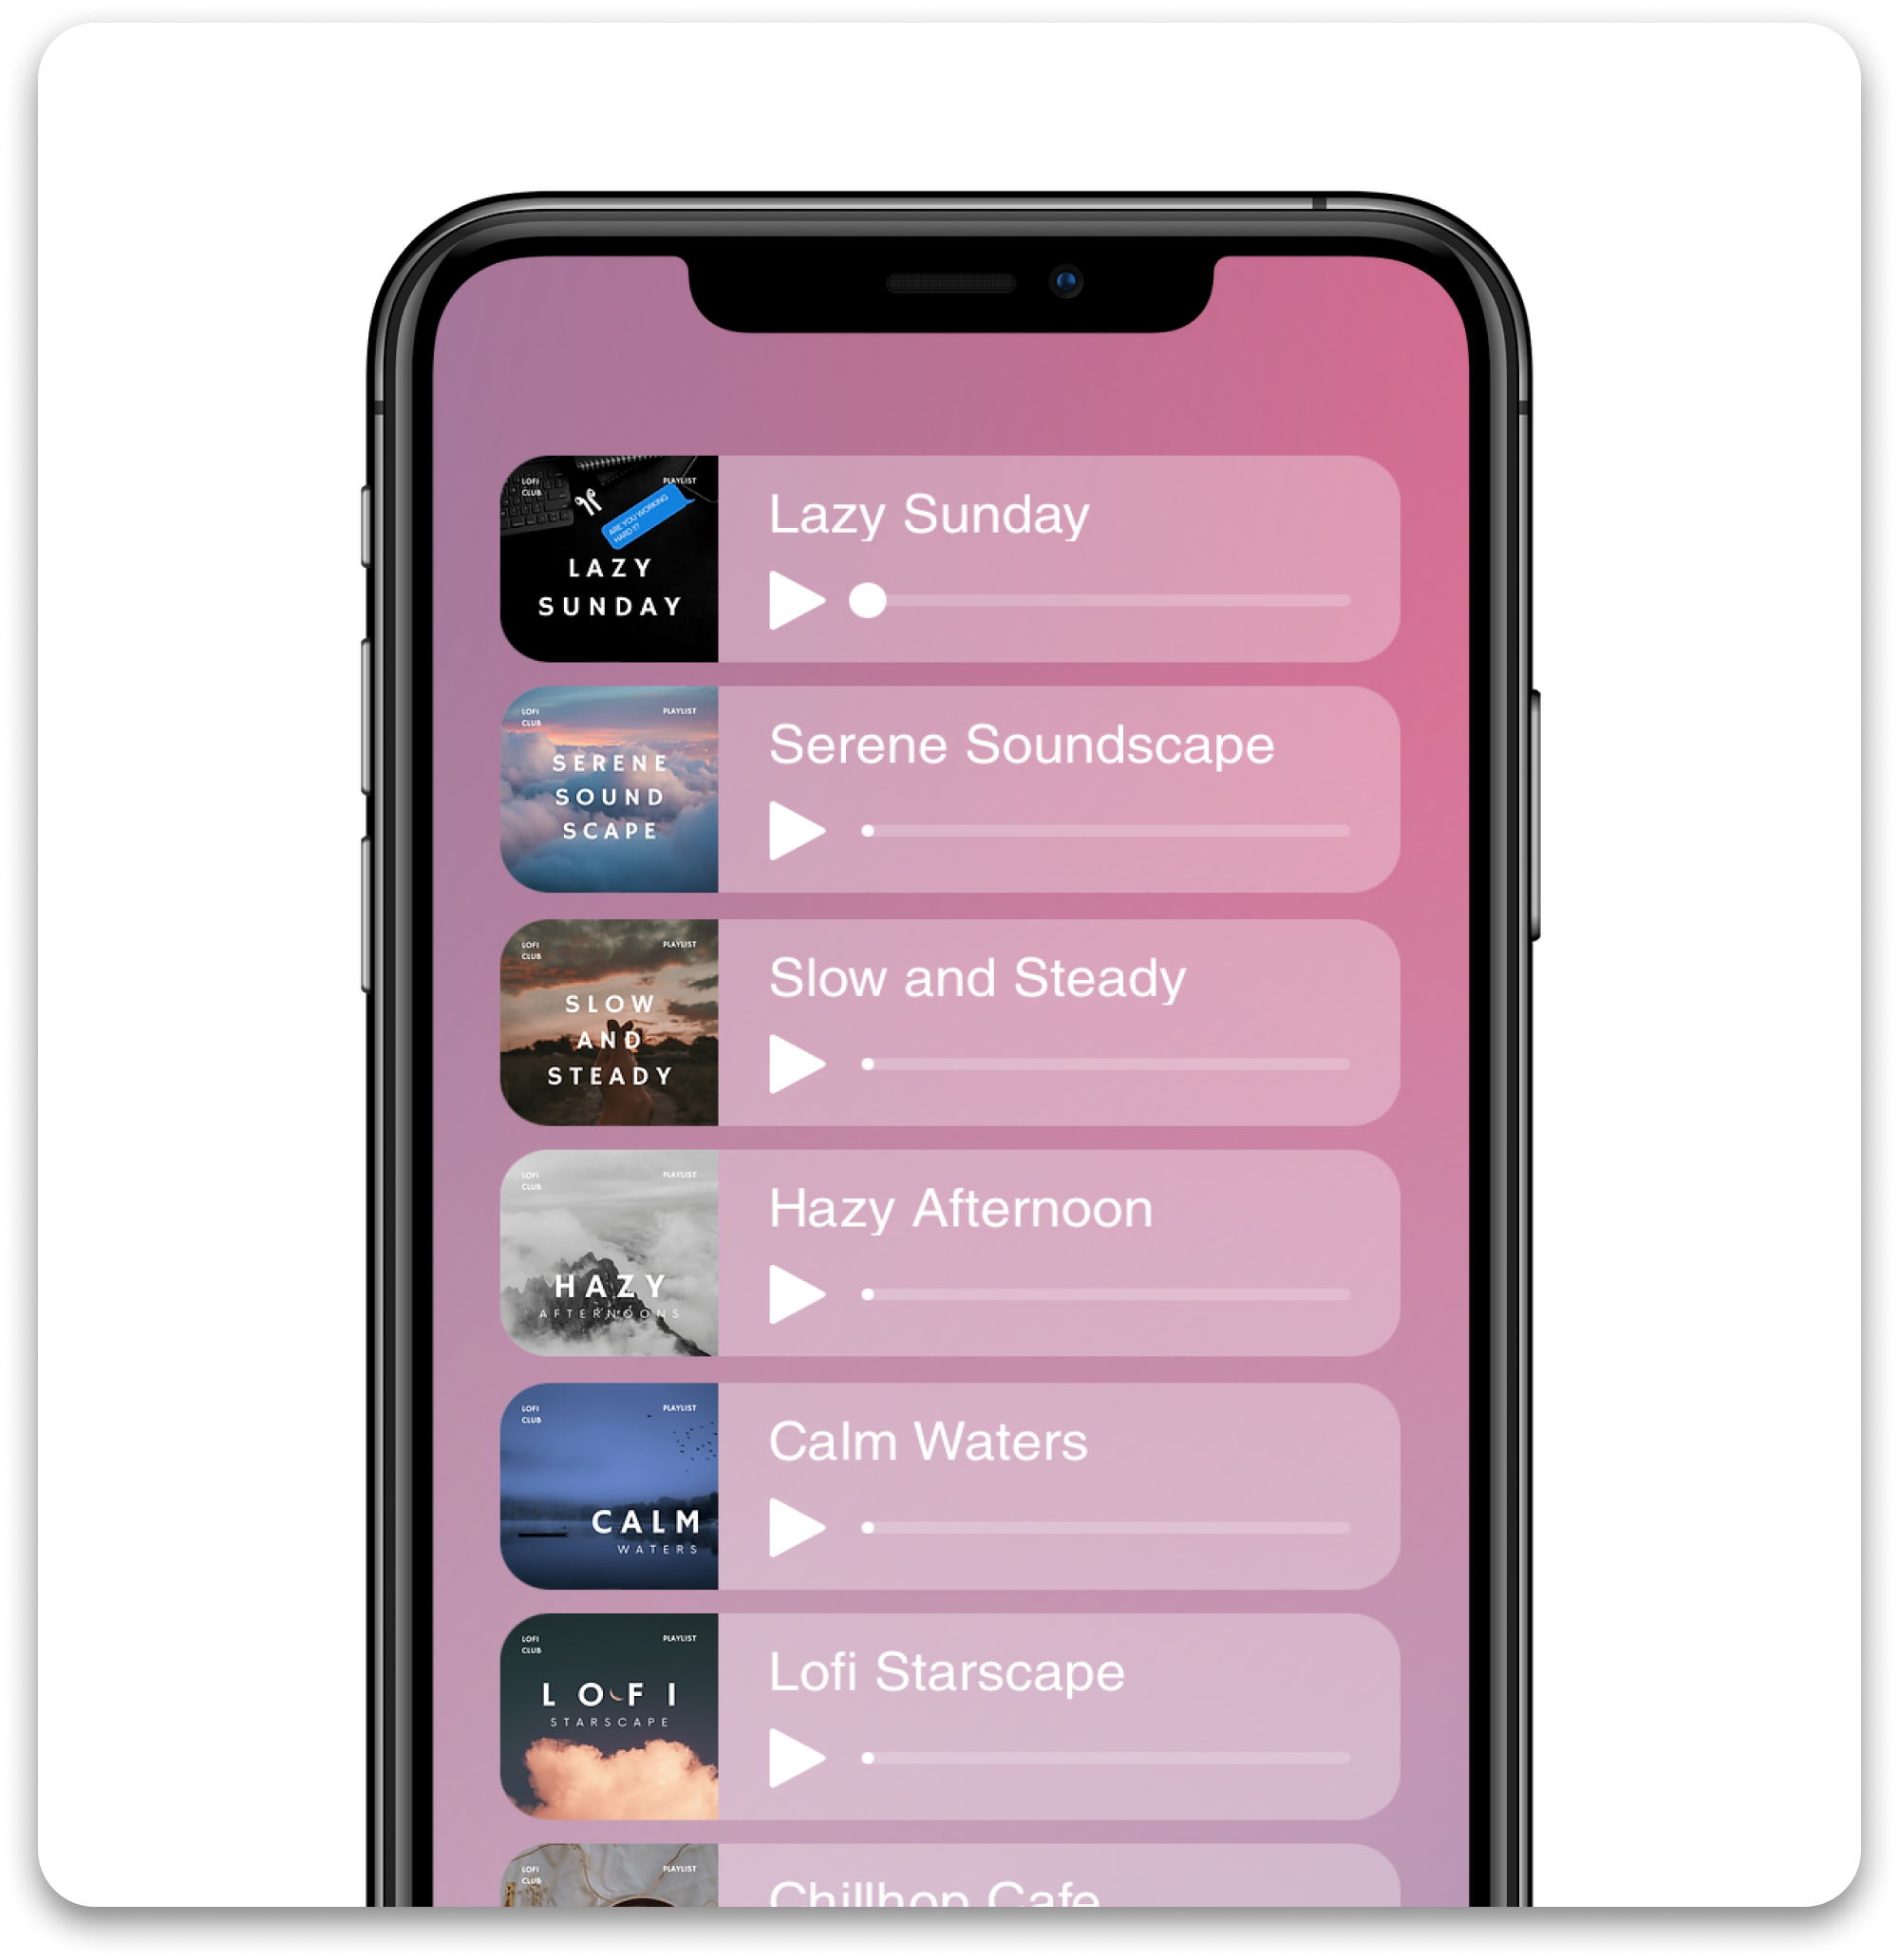 LOFI
CLUB
PLAYLIST
ARE YOU WORKING
HARD Y?
LAZY
SUNDAY
Lazy Sunday
LOFI
CLUB
PLAYLIST
SERENE
SOUND
SCAPE
Serene Soundscape
LOFI
CLUB
PLAYLIST
SLOW
AND
STEADY
Slow and Steady
LOFI
CLUB
PLAYLIST
HAZY
AFTERNOONS
Hazy Afternoon
LOFI
CLUB
PLAYLIST
CALM
WATERS
Calm Waters
LOFI
CLUB
PLAYLIST
LOFI
STARSCAPE
Lofi Starscape
LOFI
CLUB
PLAYLIST
Chillhop Cafe